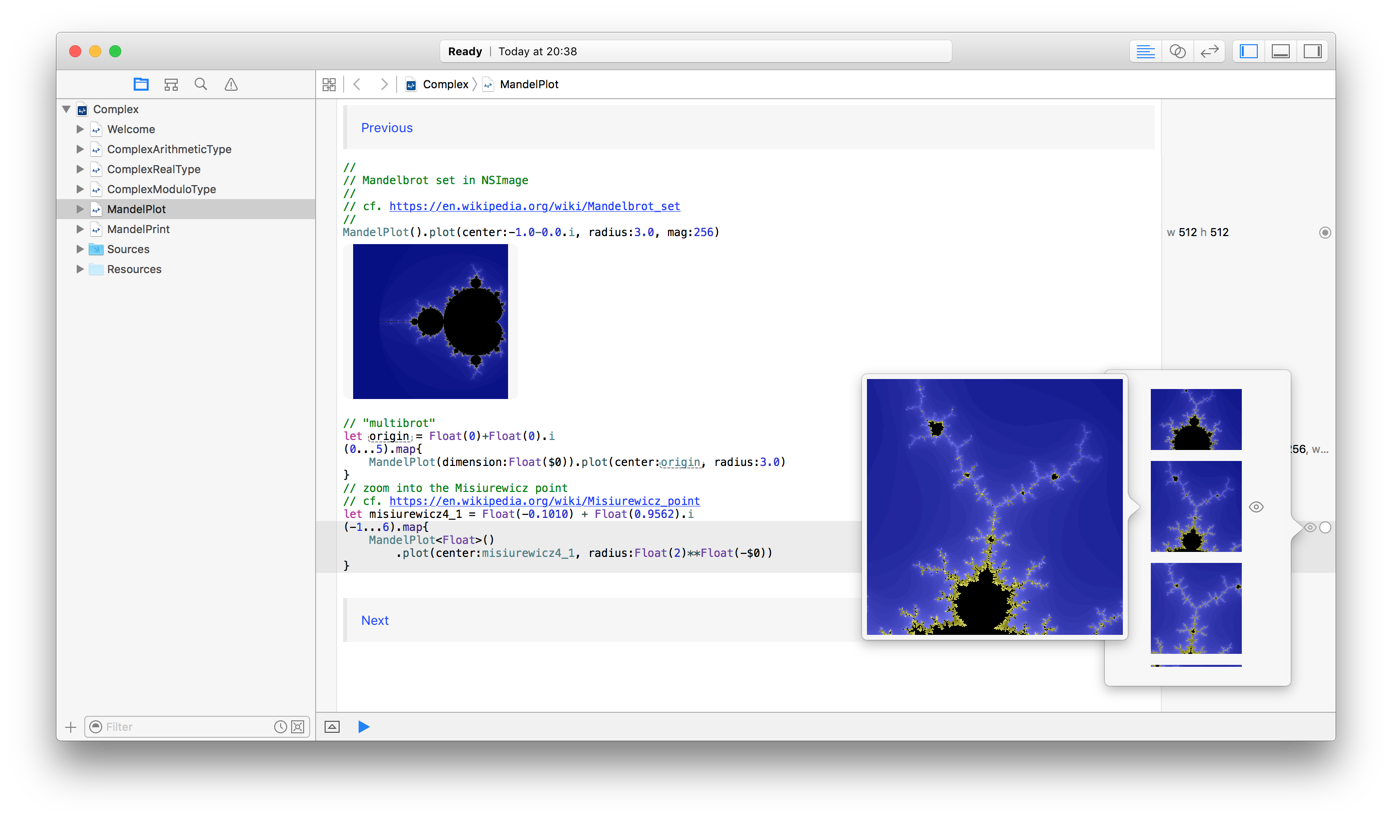 Ready | Today at 20:38
Complex 〉 MandelPlot
Complex
Welcome
ComplexArithmeticType
ComplexRealType
ComplexModuloType
MandelPlot
MandelPrint
Sources
Resources
Filter
Previous
//
// Mandelbrot set in NSImage
//
// cf. https://en.wikipedia.org/wiki/Mandelbrot_set
//
MandelPlot().plot(center:-1.0-0.0.i, radius:3.0, mag:256)
w 512 h 512
// "multibrot"
let origin = Float(0)+Float(0).i
(0...5).map{
    MandelPlot(dimension:Float($0)).plot(center:origin, radius:3.0)
}
256, w...
// zoom into the Misiurewicz point
// cf. https://en.wikipedia.org/wiki/Misiurewicz_point
let misiurewicz4_1 = Float(-0.1010) + Float(0.9562).i
(-1...6).map{
    MandelPlot<Float>()
        .plot(center:misiurewicz4_1, radius:Float(2)**Float(-$0))
}
Next